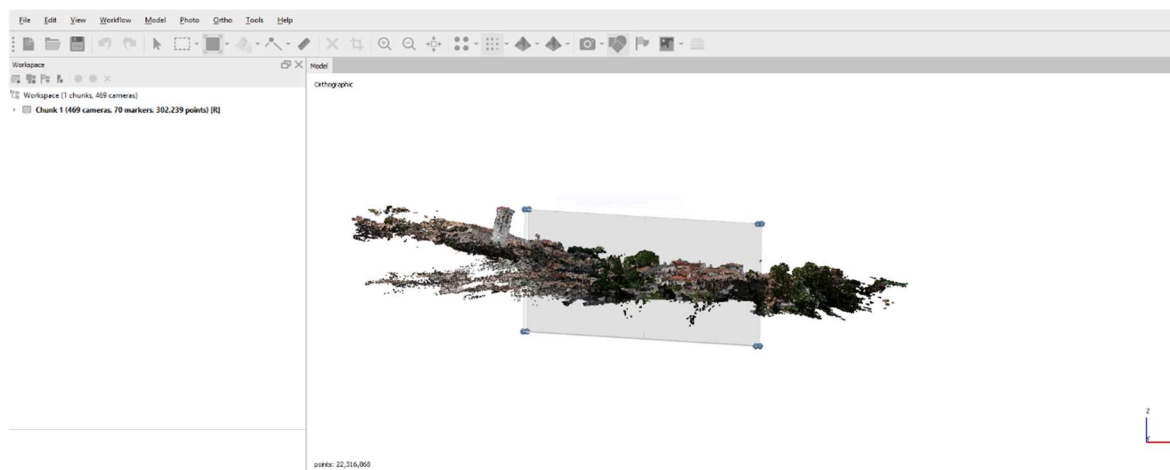 File Edit View Workflow Model Photo Ortho Tools Help
Workspace
Model
Workspace (1 chunks, 469 cameras)
Chunk 1 (469 cameras, 70 markers, 302,239 points) [R]
Orthographic
Z
points: 22,316,068